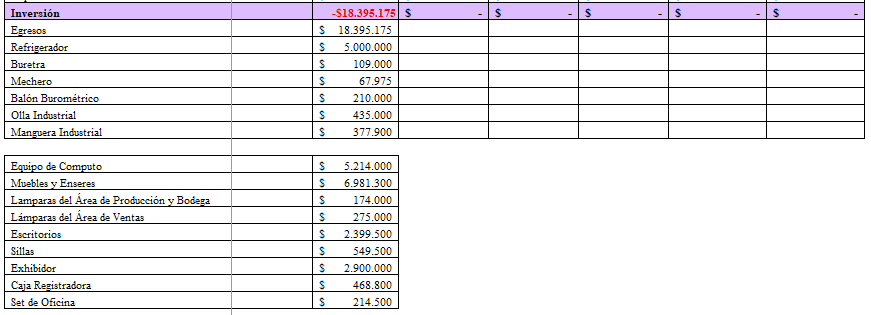 Inversión -$18.395.175 $ - $ - $ - $ - $ -
Egresos $ 18.395.175
Refrigerador $ 5.000.000
Buretra $ 109.000
Mechero $ 67.975
Balón Burométrico $ 210.000
Olla Industrial $ 435.000
Manguera Industrial $ 377.900
Equipo de Computo $ 5.214.000
Muebles y Enseres $ 6.981.300
Lamparas del Área de Producción y Bodega $ 174.000
Lámparas del Área de Ventas $ 275.000
Escritorios $ 2.399.500
Sillas $ 549.500
Exhibidor $ 2.900.000
Caja Registradora $ 468.800
Set de Oficina $ 214.500